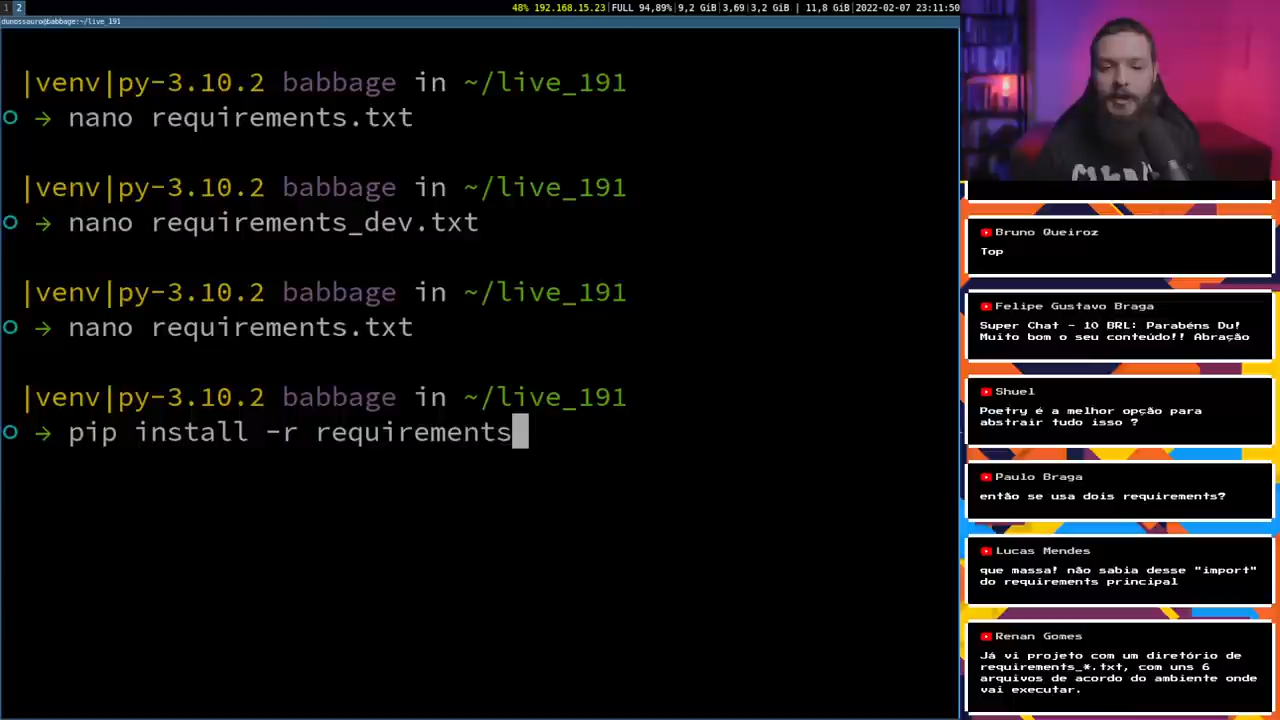 1 2 48% 192.168.15.23|FULL 94,89%|9,2 GiB|3,69|3,2 GiB | 11,8 GiB|2022-02-07 23:11:50
dunossauro@babbage:~/live_191
|venv|py-3.10.2 babbage in ~/live_191
→ nano requirements.txt
|venv|py-3.10.2 babbage in ~/live_191
→ nano requirements_dev.txt
|venv|py-3.10.2 babbage in ~/live_191
→ nano requirements.txt
|venv|py-3.10.2 babbage in ~/live_191
→ pip install -r requirements
Bruno Queiroz
Top
Felipe Gustavo Braga
Super Chat - 10 BRL: Parabéns Du!
Muito bom o seu conteúdo!! Abração
Shuel
Poetry é a melhor opção para
abstrair tudo isso ?
Paulo Braga
então se usa dois requirements?
Lucas Mendes
que massa! não sabia desse "import"
do requirements principal
Renan Gomes
Já vi projeto com um diretório de
requirements_*.txt, com uns 6
arquivos de acordo do ambiente onde
vai executar.